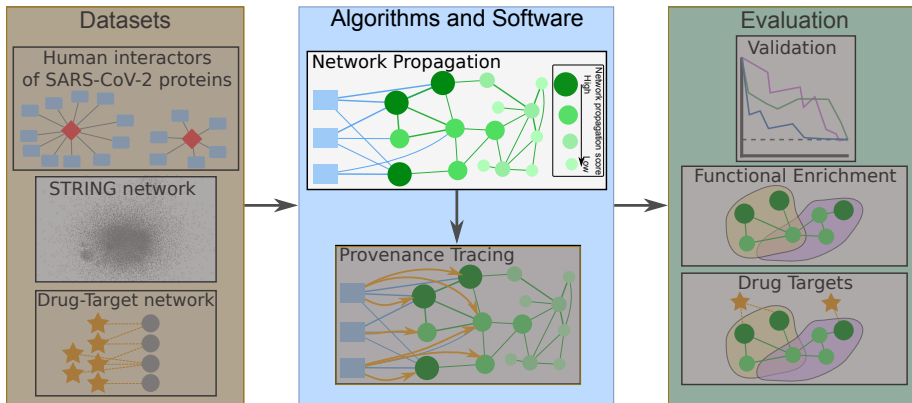 Datasets
Human interactors
of SARS-CoV-2 proteins
STRING network
Drug-Target network
Algorithms and Software
Network Propagation
Network propagation score
High
Low
Provenance Tracing
Evaluation
Validation
Functional Enrichment
Drug Targets